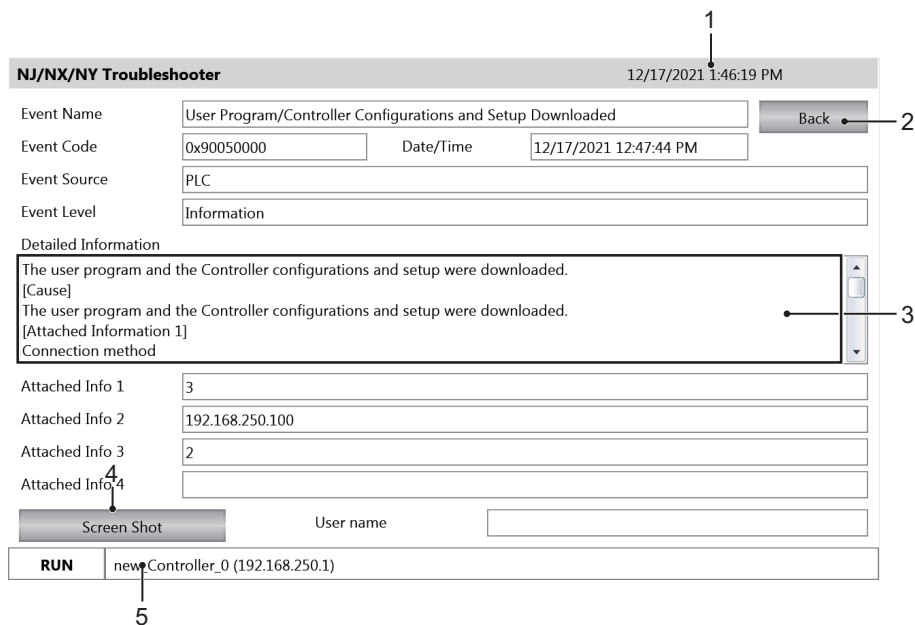 1
NJ/NX/NY Troubleshooter 12/17/2021 1:46:19 PM
Event Name User Program/Controller Configurations and Setup Downloaded Back 2
Event Code 0x90050000 Date/Time 12/17/2021 12:47:44 PM
Event Source PLC
Event Level Information
Detailed Information
The user program and the Controller configurations and setup were downloaded.
[Cause]
The user program and the Controller configurations and setup were downloaded.
3
[Attached Information 1]
Connection method
Attached Info 1 3
Attached Info 2 192.168.250.100
Attached Info 3 2
4
Attached Info 4
Screen Shot User name
RUN new_Controller_0 (192.168.250.1)
5